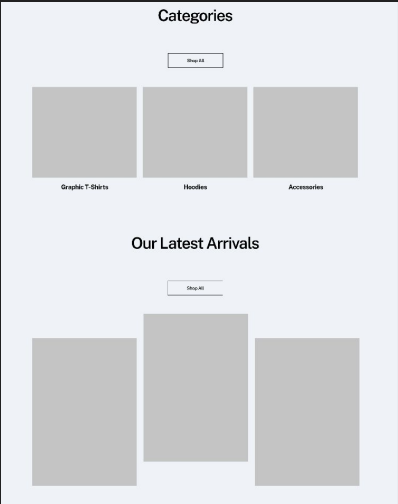 Categories
Shop All
Graphic T-Shirts
Hoodies
Accessories
Our Latest Arrivals
Shop All